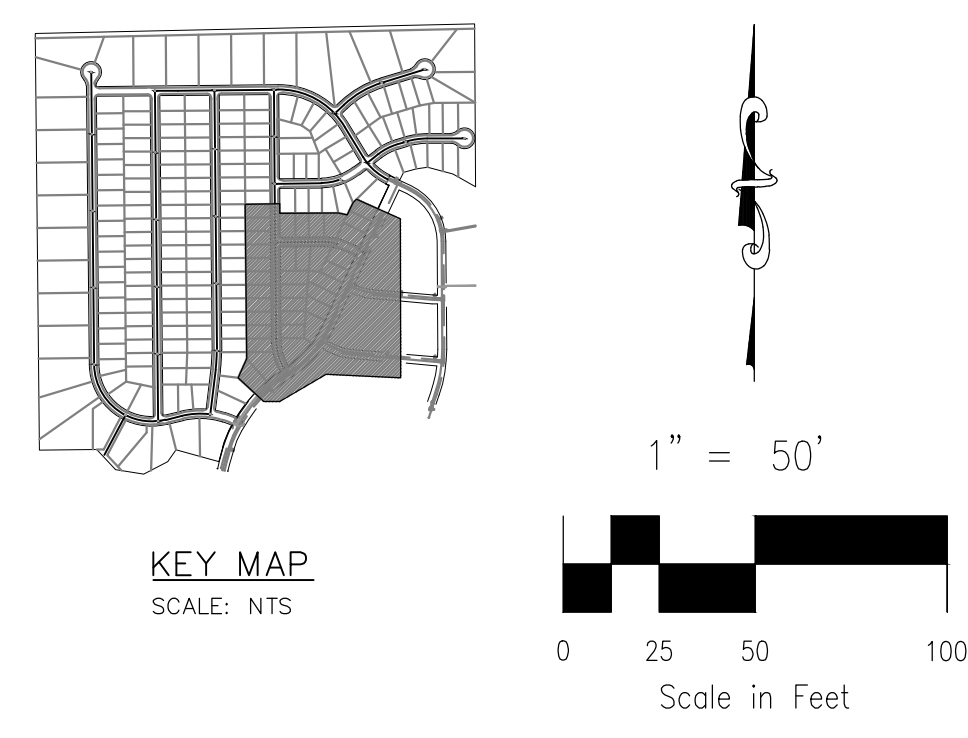 1" = 50'
KEY MAP
SCALE: NTS
0 25 50 100
Scale in Feet